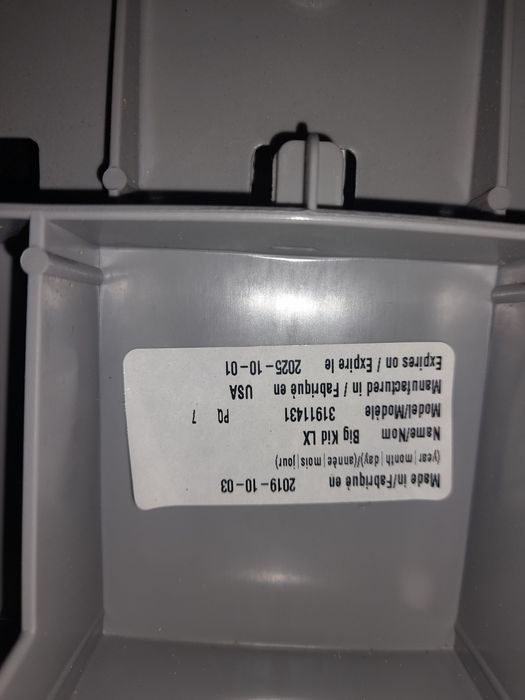 Made in/Fabriqué en 2019-10-03
(year|month|day)/(année|mois|jour)
Name/Nom Big Kid LX
Model/Modèle 31911431 PQ 7
Manufactured in / Fabriqué en USA
Expires on / Expire le 2025-10-01